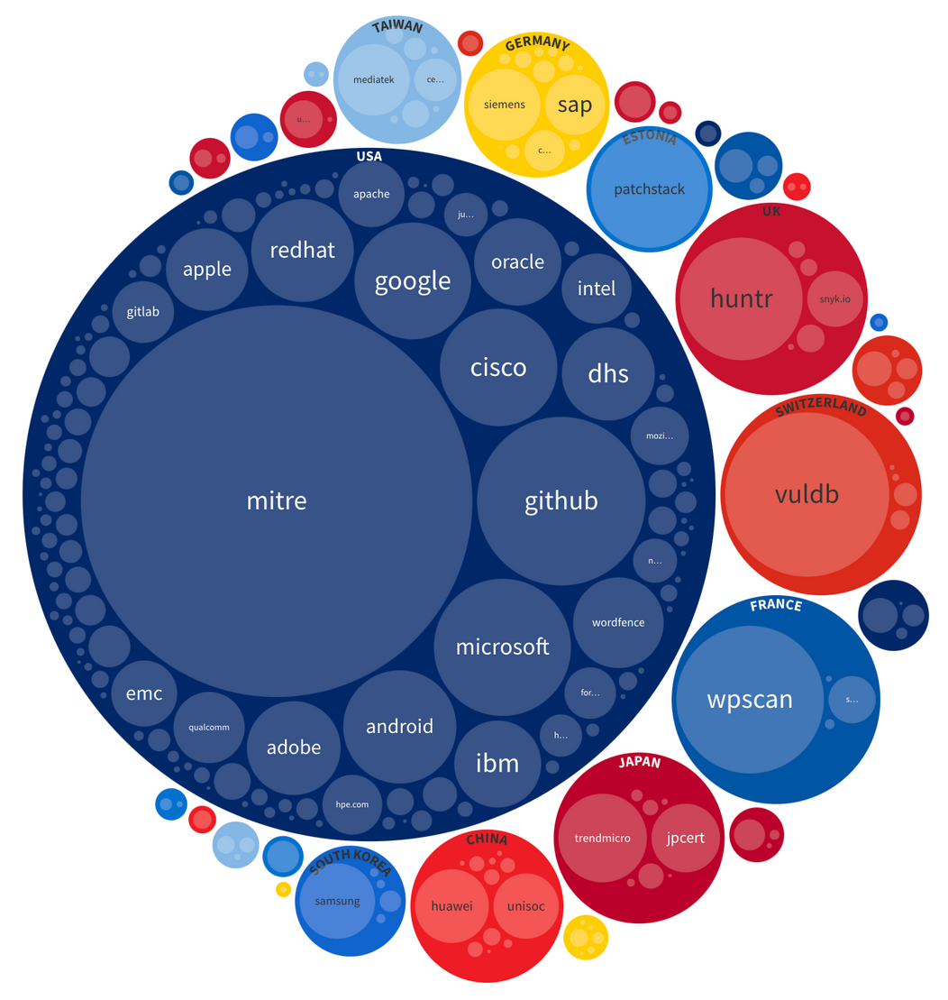 TAIWAN
mediatek
ce...
GERMANY
siemens
sap
c...
u...
ESTONIA
patchstack
USA
apache
ju...
redhat
google
oracle
apple
intel
gitlab
cisco
dhs
mozi...
mitre
github
n...
wordfence
microsoft
for...
emc
qualcomm
adobe
android
h...
ibm
hpe.com
UK
huntr
snyk.io
SWITZERLAND
vuldb
FRANCE
wpscan
s...
JAPAN
trendmicro
jpcert
CHINA
huawei
unisoc
SOUTH KOREA
samsung